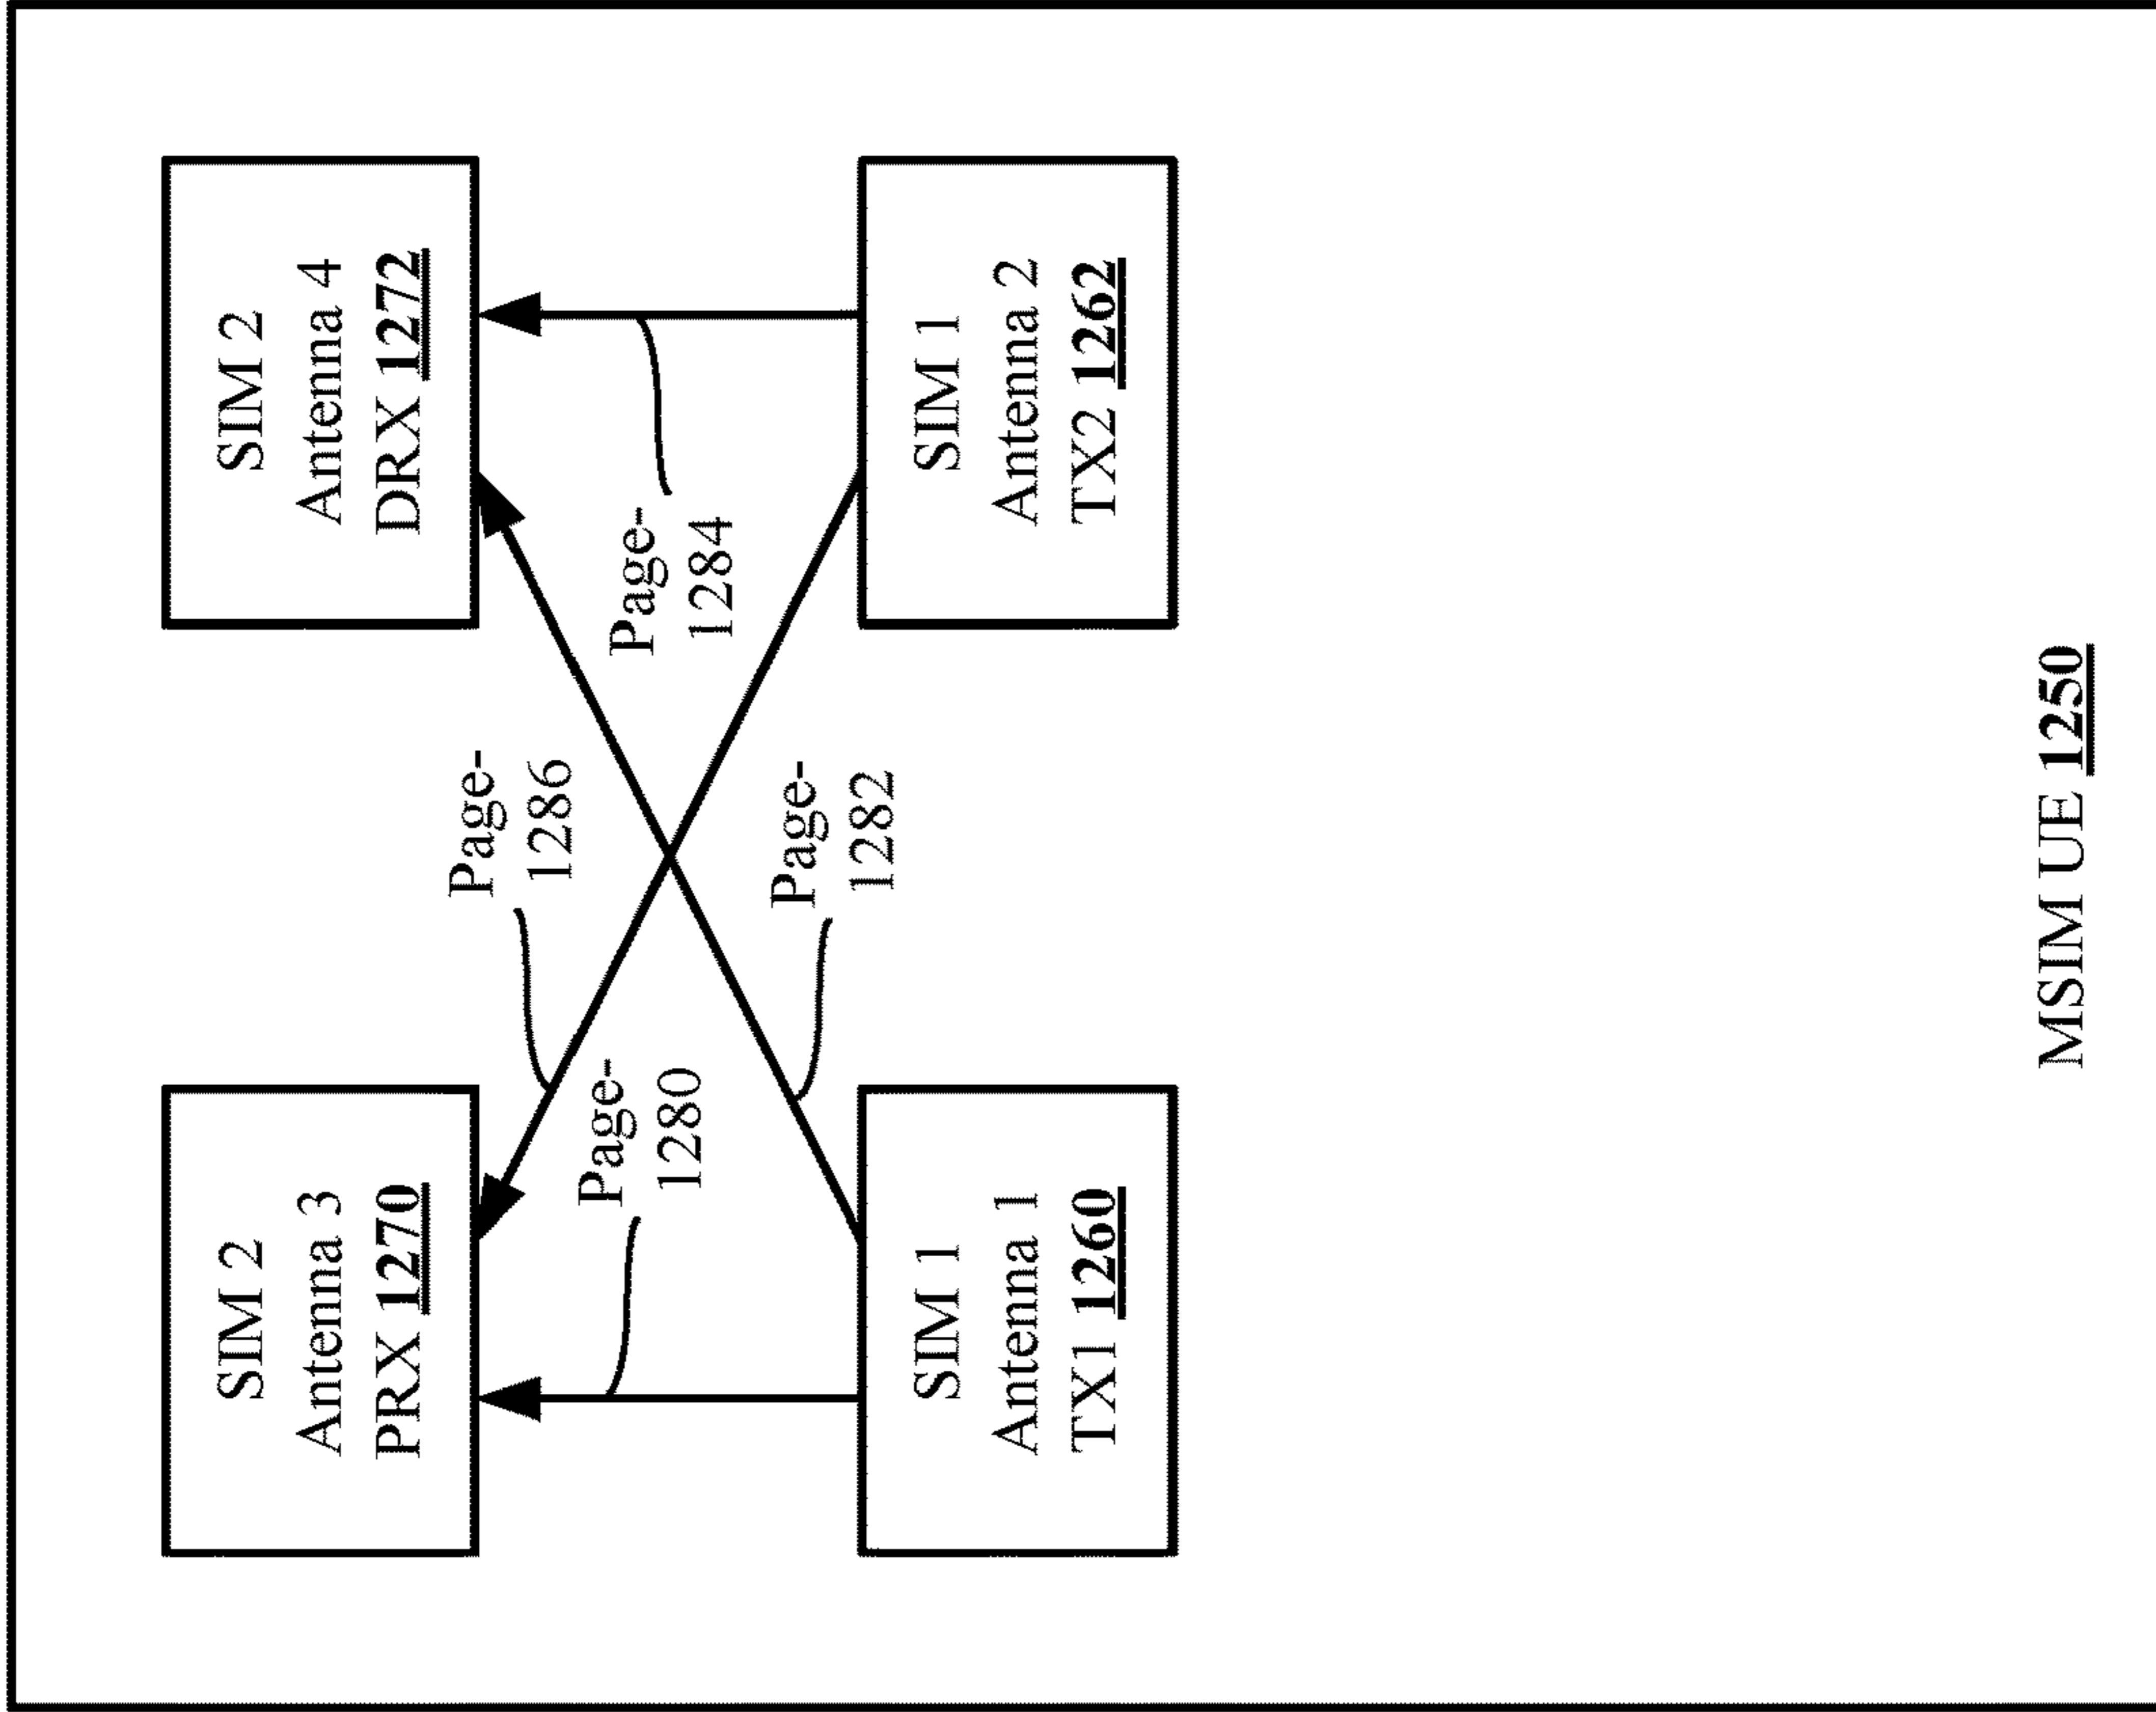 SIM 2
Antenna 3
PRX 1270
SIM 2
Antenna 4
DRX 1272
Page-
1286
Page-
1280
Page-
1284
Page-
1282
SIM 1
Antenna 1
TX1 1260
SIM 1
Antenna 2
TX2 1262
MSIM UE 1250